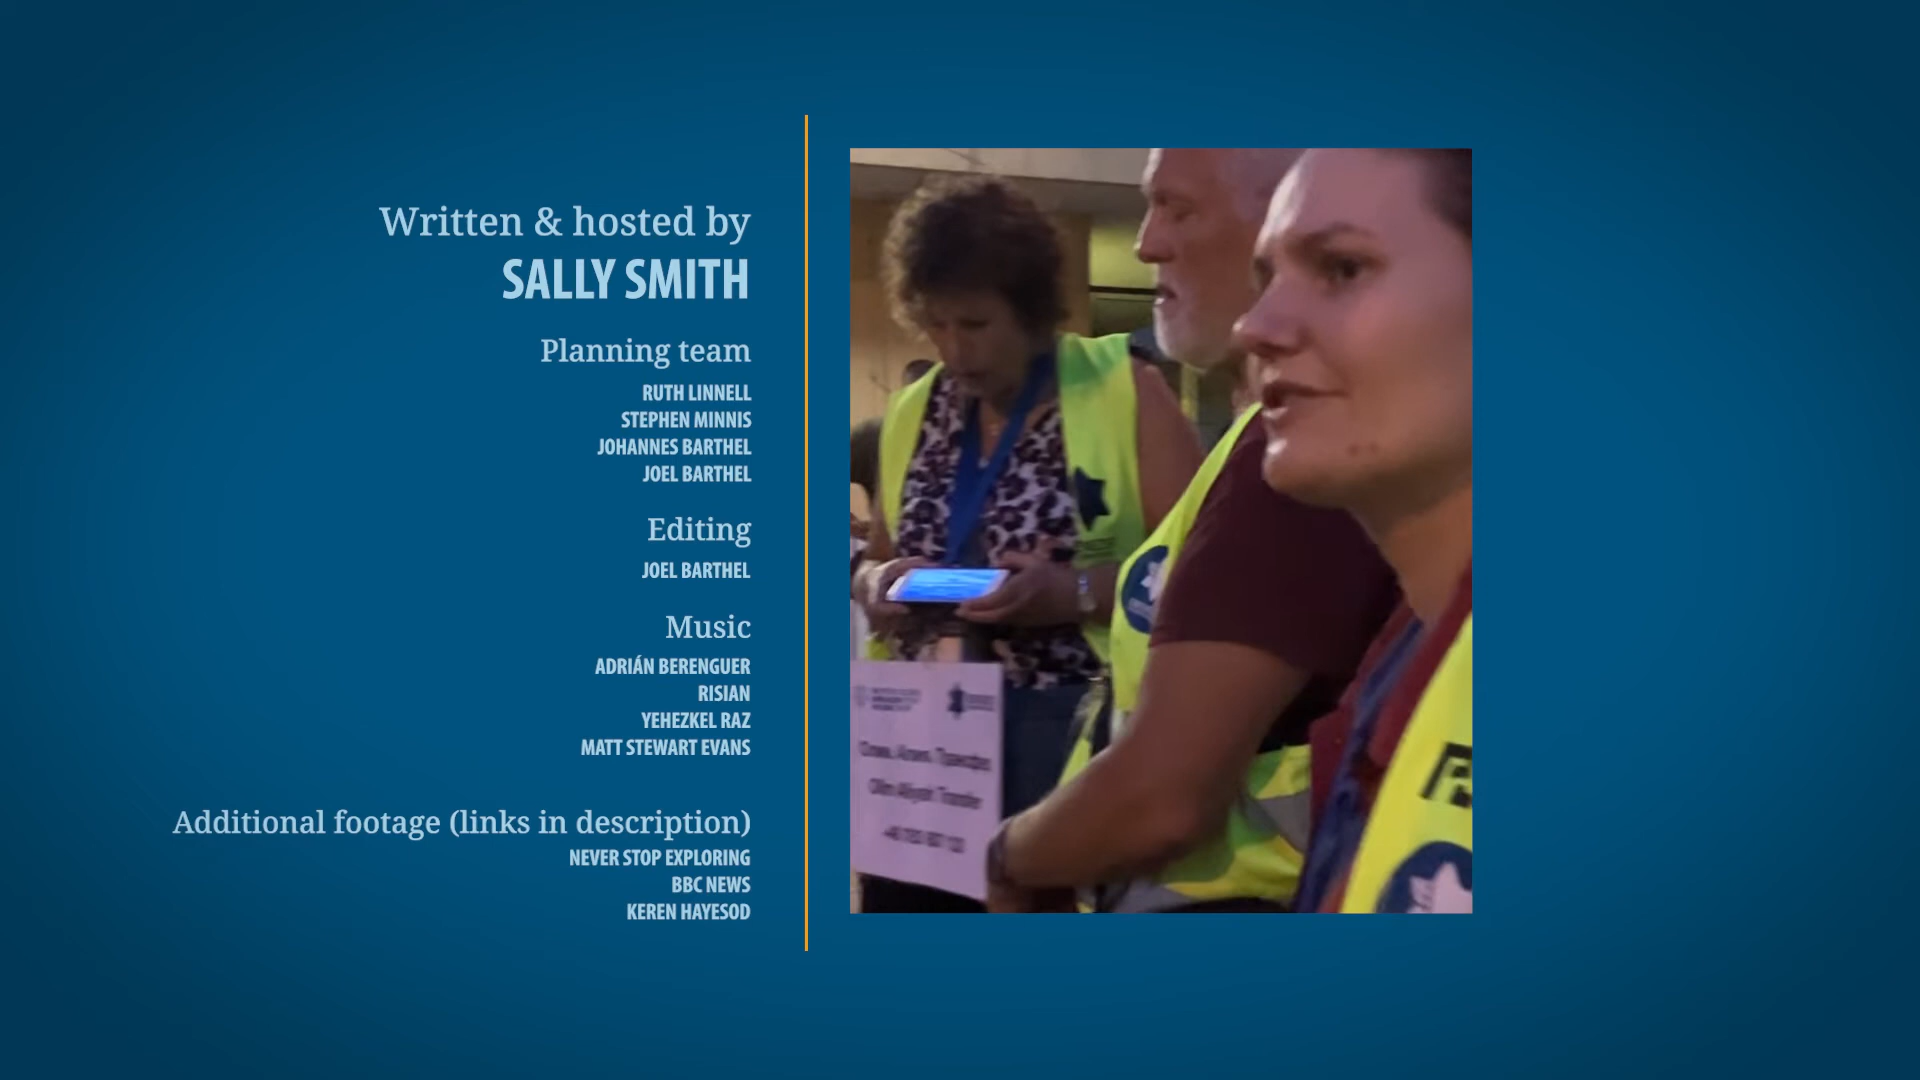 Written & hosted by
SALLY SMITH
Planning team
RUTH LINNELL
STEPHEN MINNIS
JOHANNES BARTHEL
JOEL BARTHEL
Editing
JOEL BARTHEL
Music
ADRIÁN BERENGUER
RISIAN
YEHEZKEL RAZ
MATT STEWART EVANS
Additional footage (links in description)
NEVER STOP EXPLORING
BBC NEWS
KEREN HAYESOD